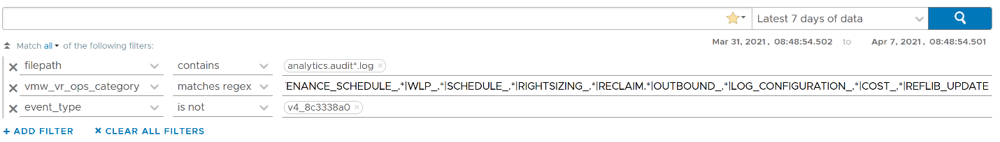 Latest 7 days of data
Match all of the following filters:
Mar 31, 2021, 08:48:54.502 to Apr 7, 2021, 08:48:54.501
filepath contains analytics.audit*.log ×
vmw_vr_ops_category matches regex ENANCE_SCHEDULE_.*|WLP_.*|SCHEDULE_.*|RIGHTSIZING_.*|RECLAIM.*|OUTBOUND_.*|LOG_CONFIGURATION_.*|COST_.*|REFLIB_UPDATE
event_type is not v4_8c3338a0 ×
+ ADD FILTER × CLEAR ALL FILTERS